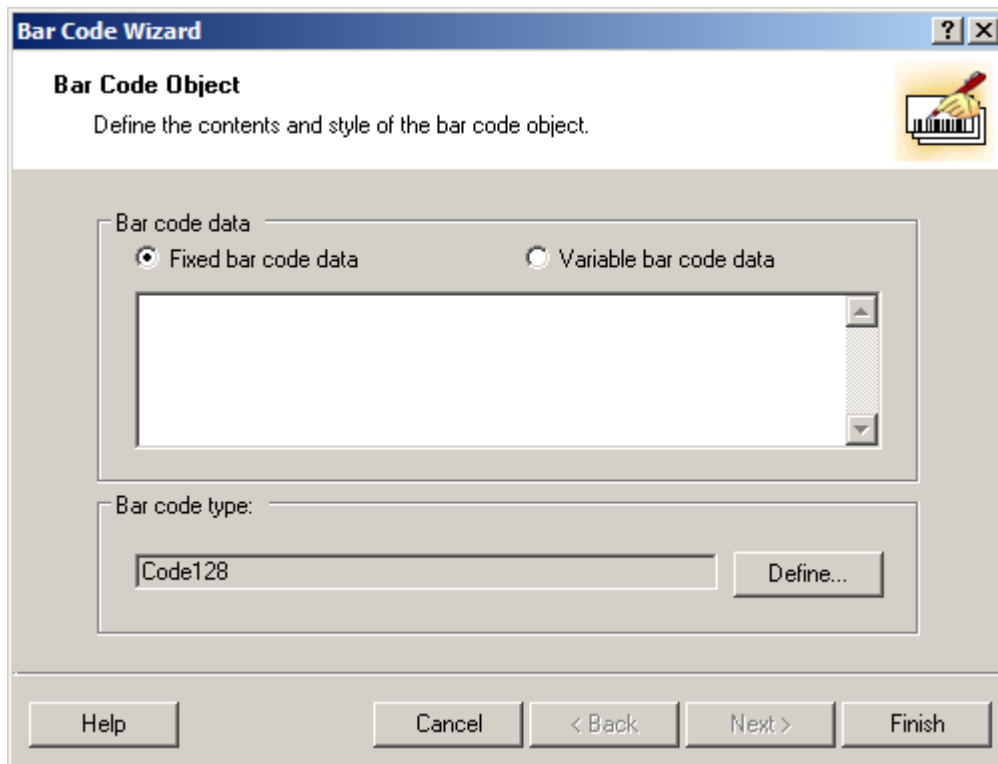 Bar Code Wizard
Bar Code Object
Define the contents and style of the bar code object.
Bar code data
Fixed bar code data Variable bar code data
Bar code type:
Code128 Define...
Help Cancel < Back Next > Finish